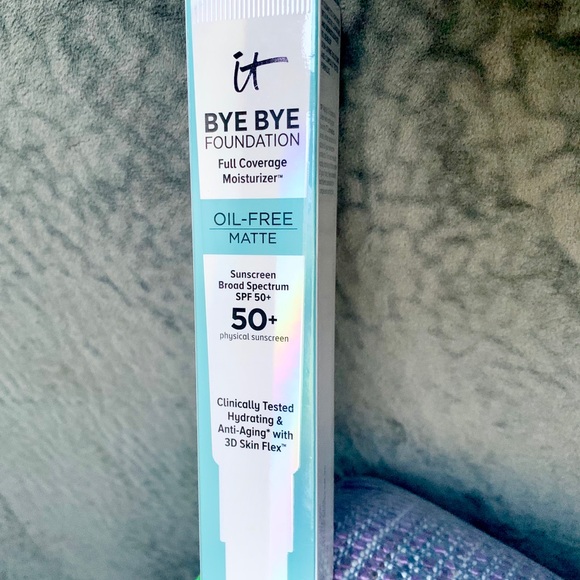 it
BYE BYE
FOUNDATION
Full Coverage
Moisturizer™
OIL-FREE
MATTE
Sunscreen
Broad Spectrum
SPF 50+
50+
physical sunscreen
Clinically Tested
Hydrating &
Anti-Aging* with
3D Skin Flex™